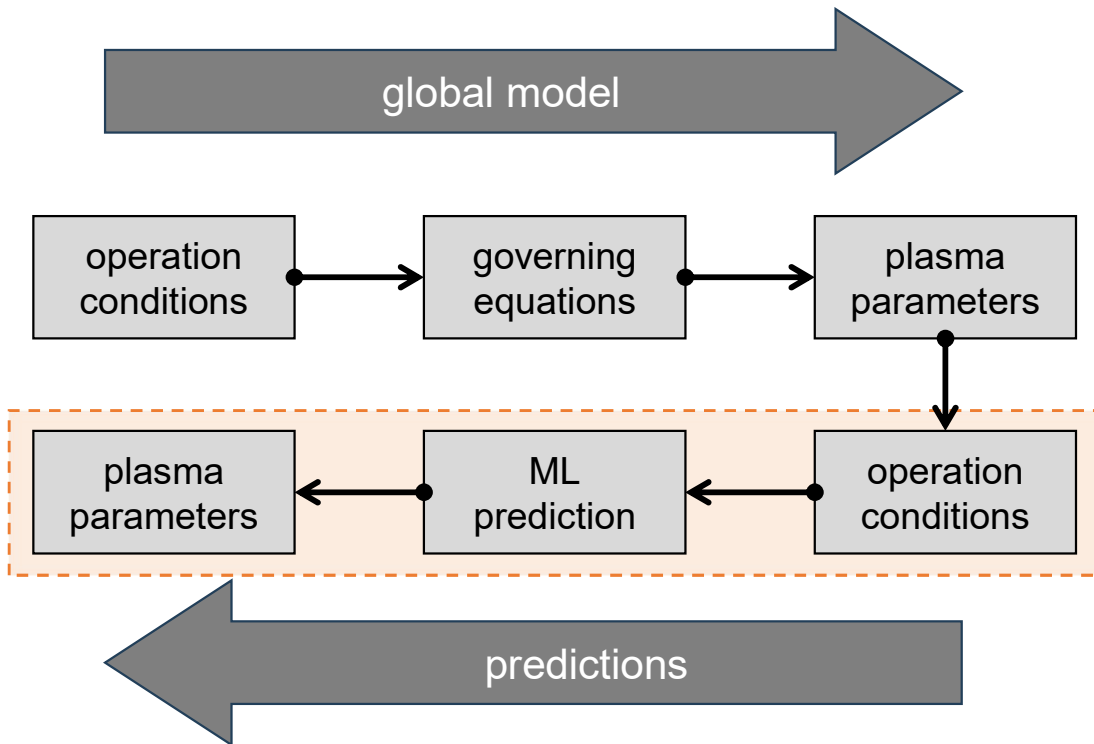 global model
operation
conditions
governing
equations
plasma
parameters
plasma
parameters
ML
prediction
operation
conditions
predictions